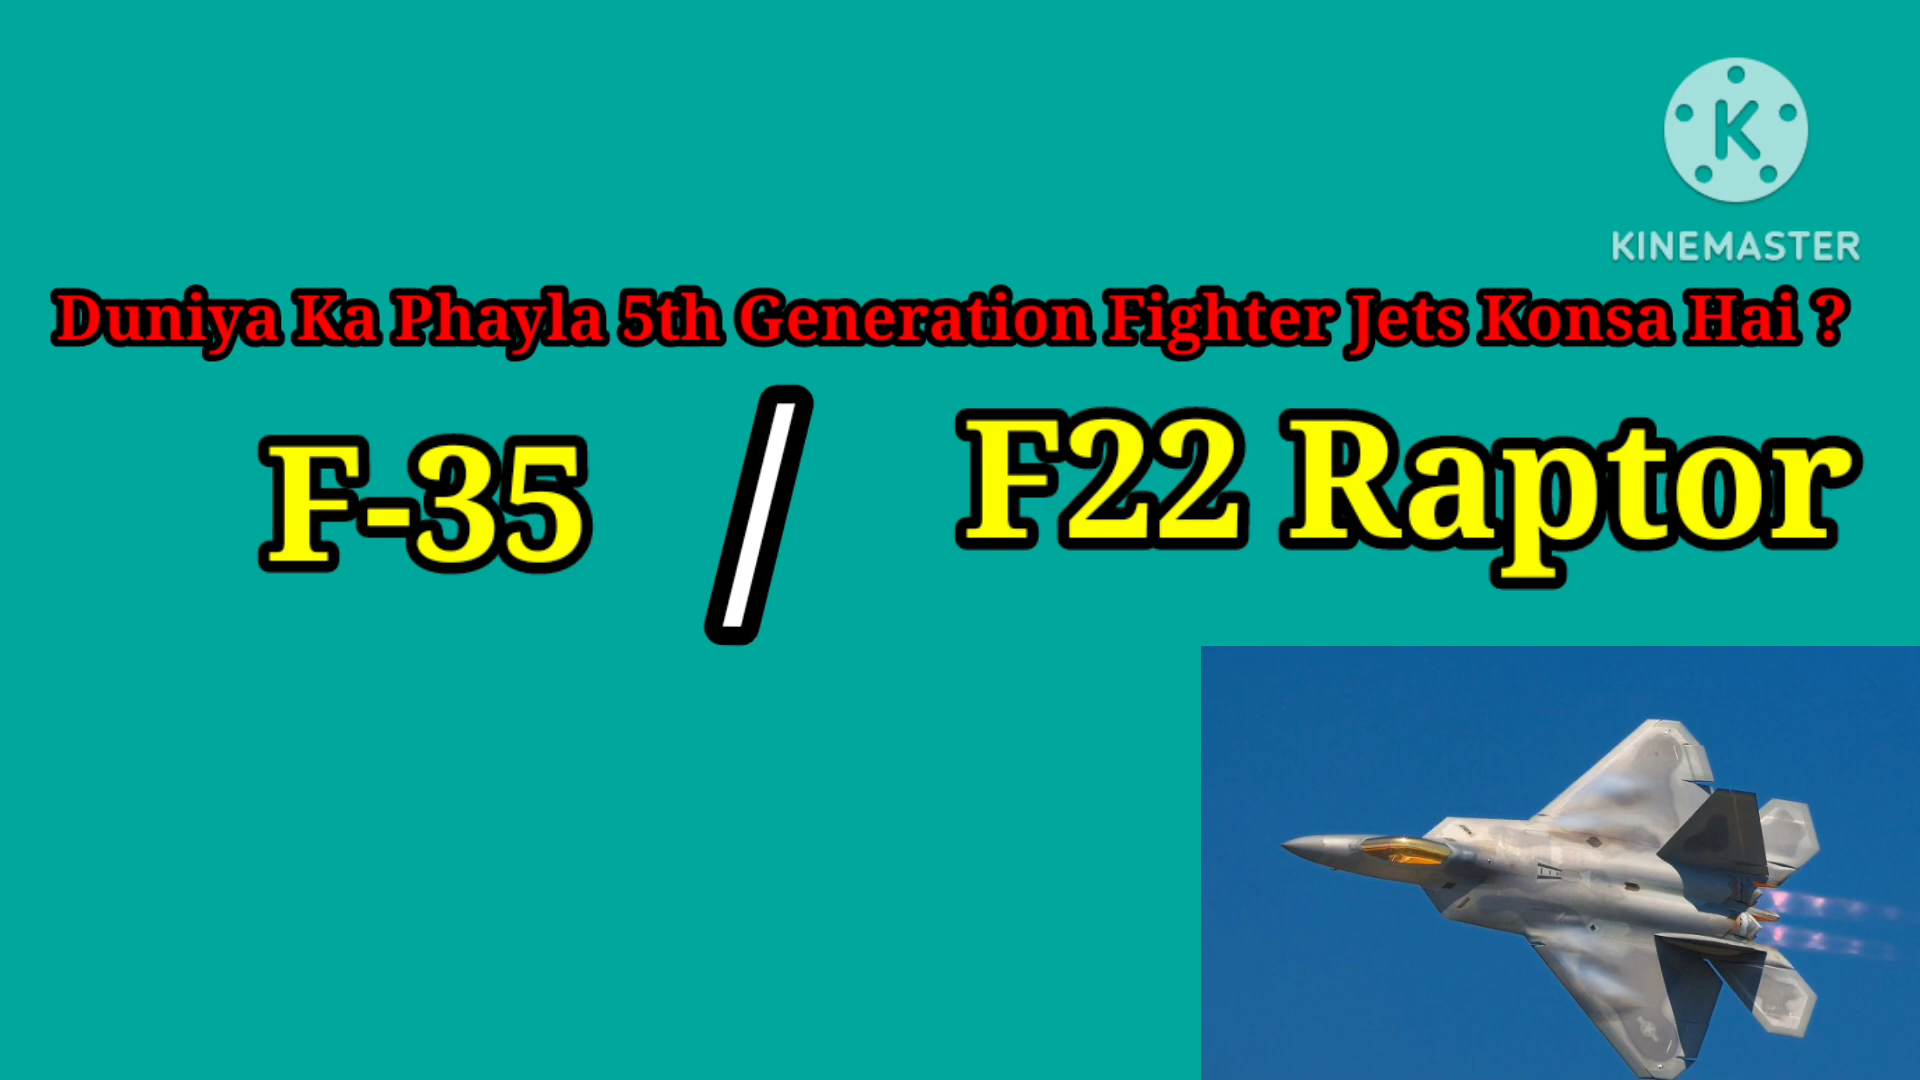 K
KINEMASTER
Duniya Ka Phayla 5th Generation Fighter Jets Konsa Hai ?
F-35 / F22 Raptor